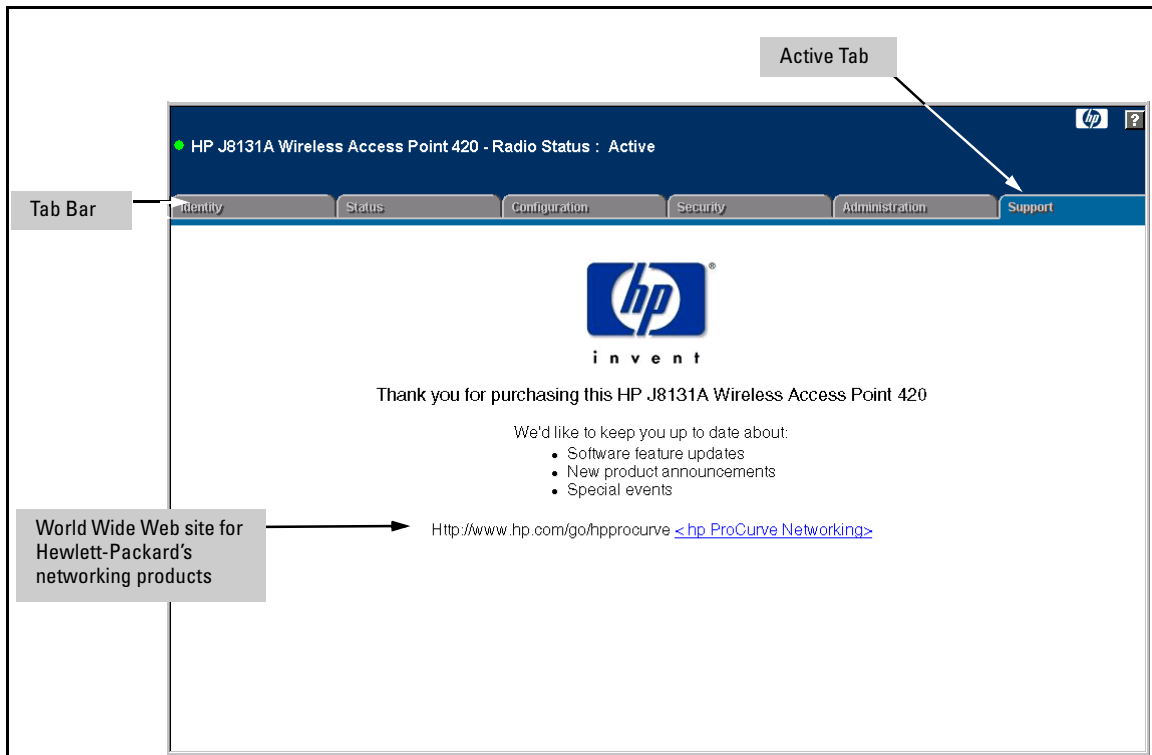 Active Tab
hp ?
HP J8131A Wireless Access Point 420 - Radio Status : Active
Tab Bar
Identity Status Configuration Security Administration Support
hp®
invent
Thank you for purchasing this HP J8131A Wireless Access Point 420
We'd like to keep you up to date about:
• Software feature updates
• New product announcements
• Special events
World Wide Web site for
Hewlett-Packard's
networking products
Http://www.hp.com/go/hpprocurve < hp ProCurve Networking>